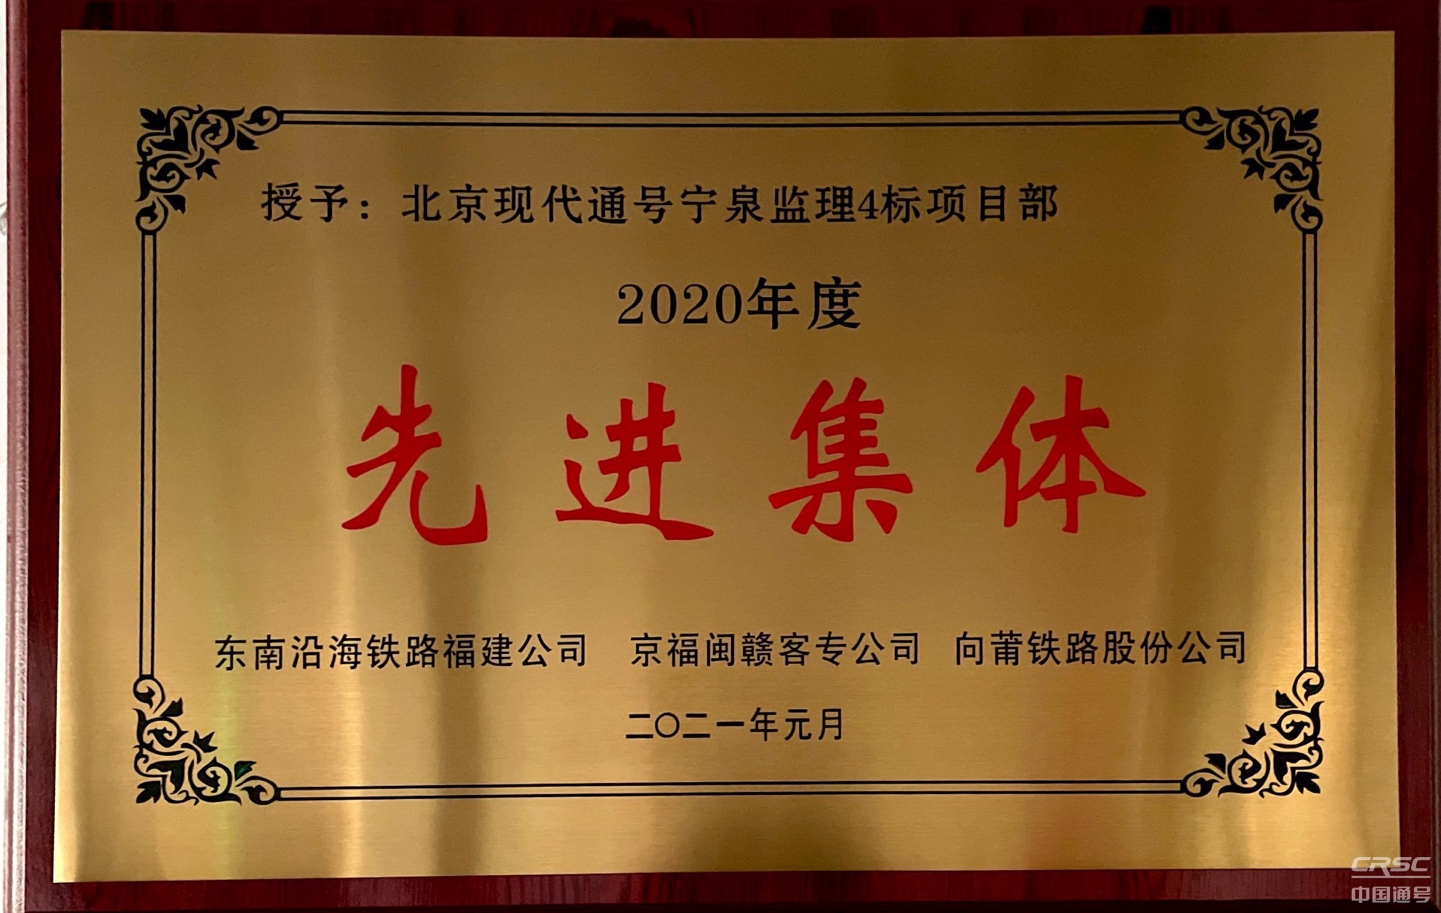 授予：北京现代通号宁泉监理4标项目部
2020年度
先进集体
东南沿海铁路福建公司 京福闽赣客专公司 向莆铁路股份公司
二〇二一年元月
CRSC
中国通号